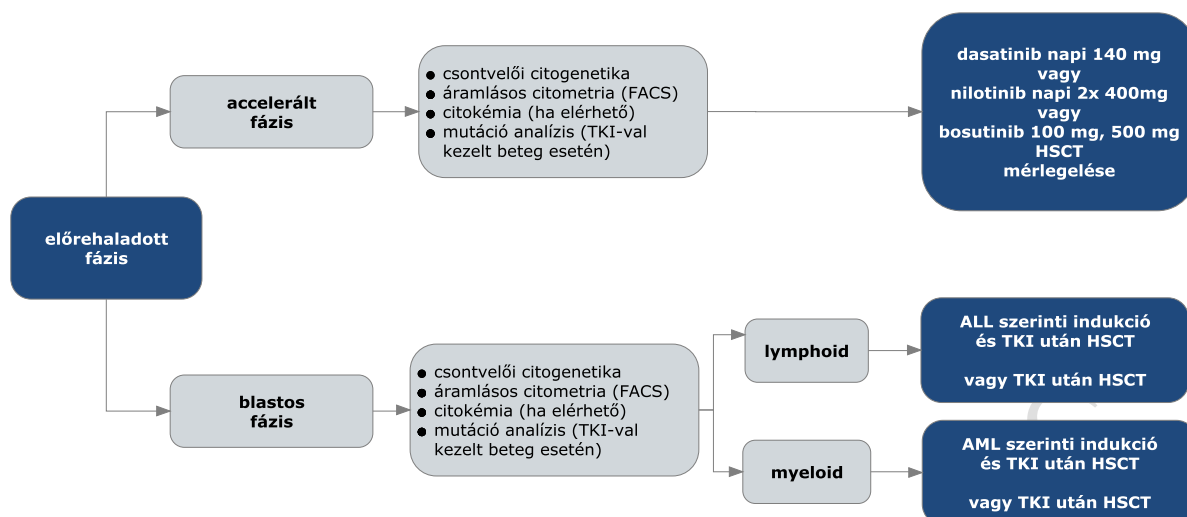 előrehaladott
fázis
accelerált
fázis
● csontvelői citogenetika
● áramlásos citometria (FACS)
● citokémia (ha elérhető)
● mutáció analízis (TKI-val
kezelt beteg esetén)
dasatinib napi 140 mg
vagy
nilotinib napi 2x 400mg
vagy
bosutinib 100 mg, 500 mg
HSCT
mérlegelése
blastos
fázis
● csontvelői citogenetika
● áramlásos citometria (FACS)
● citokémia (ha elérhető)
● mutáció analízis (TKI-val
kezelt beteg esetén)
lymphoid
ALL szerinti indukció
és TKI után HSCT
vagy TKI után HSCT
myeloid
AML szerinti indukció
és TKI után HSCT
vagy TKI után HSCT